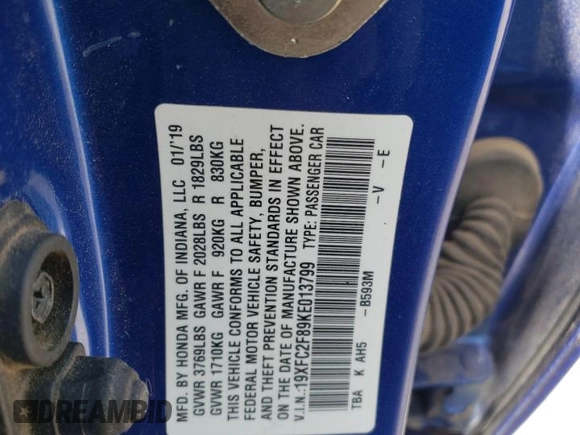 MFD. BY HONDA MFG. OF INDIANA, LLC 01/'19
GVWR 3769LBS GAWR F 2028LBS R 1829LBS
GVWR 1710KG GAWR F 920KG R 830KG
THIS VEHICLE CONFORMS TO ALL APPLICABLE
FEDERAL MOTOR VEHICLE SAFETY, BUMPER,
AND THEFT PREVENTION STANDARDS IN EFFECT
ON THE DATE OF MANUFACTURE SHOWN ABOVE.
V.I.N.:19XFC2F89KE013799 TYPE: PASSENGER CAR
TBA K AH5 -B593M -V -E
DREAMBID